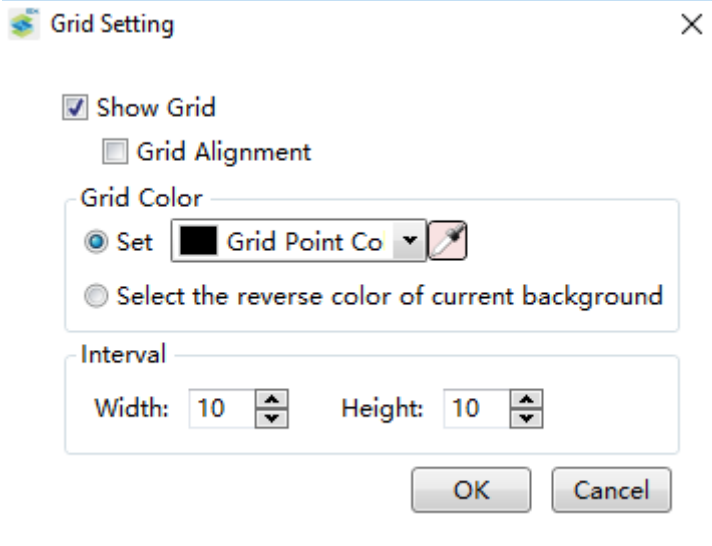 Grid Setting
Show Grid
Grid Alignment
Grid Color
Set Grid Point Co
Select the reverse color of current background
Interval
Width: 10 Height: 10
OK Cancel